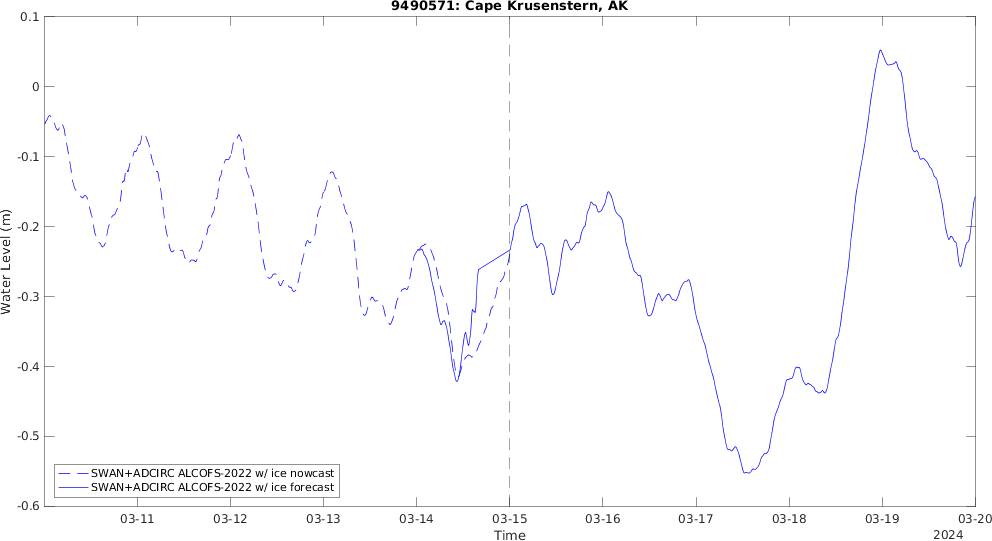 9490571: Cape Krusenstern, AK
0.1
0
-0.1
-0.2
-0.3
-0.4
-0.5
-0.6
Water Level (m)
SWAN+ADCIRC ALCOFS-2022 w/ ice nowcast
SWAN+ADCIRC ALCOFS-2022 w/ ice forecast
03-11 03-12 03-13 03-14 03-15 03-16 03-17 03-18 03-19 03-20
Time
2024